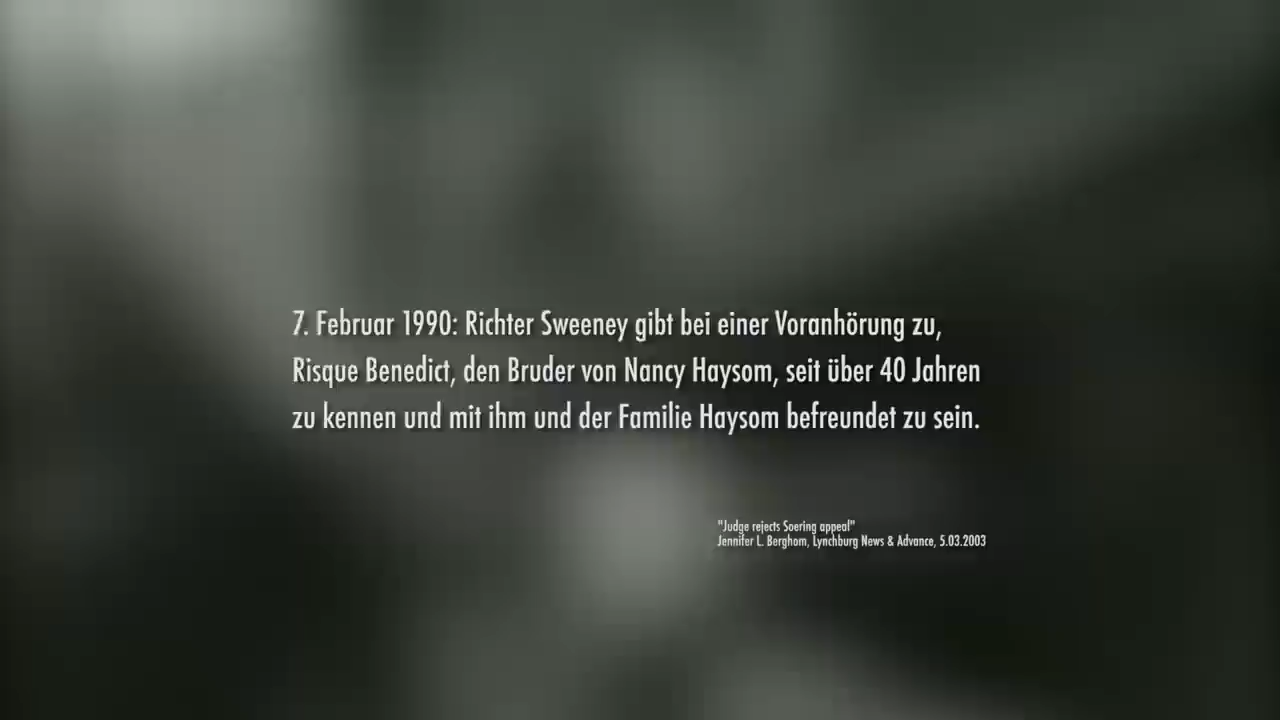 7. Februar 1990: Richter Sweeney gibt bei einer Voranhörung zu,
Risque Benedict, den Bruder von Nancy Haysom, seit über 40 Jahren
zu kennen und mit ihm und der Familie Haysom befreundet zu sein.
"Judge rejects Soering appeal"
Jennifer L. Berghom, Lynchburg News & Advance, 5.03.2003